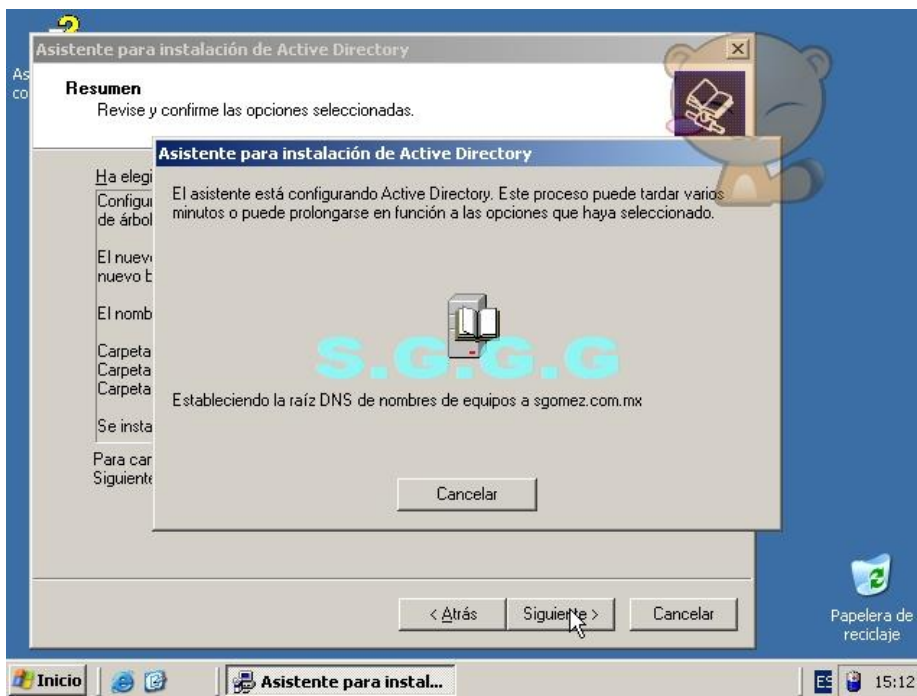 As
co
Asistente para instalación de Active Directory
Resumen
Revise y confirme las opciones seleccionadas.
Asistente para instalación de Active Directory
El asistente está configurando Active Directory. Este proceso puede tardar varios
minutos o puede prolongarse en función a las opciones que haya seleccionado.
S.G.G.G
Estableciendo la raíz DNS de nombres de equipos a sgomez.com.mx
Cancelar
Ha elegi
Configu
de árbol
El nuev
nuevo b
El nomb
Carpeta
Carpeta
Carpeta
Se insta
Para car
Siguiente
< Atrás
Siguiente >
Cancelar
Papelera de
reciclaje
Inicio
Asistente para instal...
ES
15:12